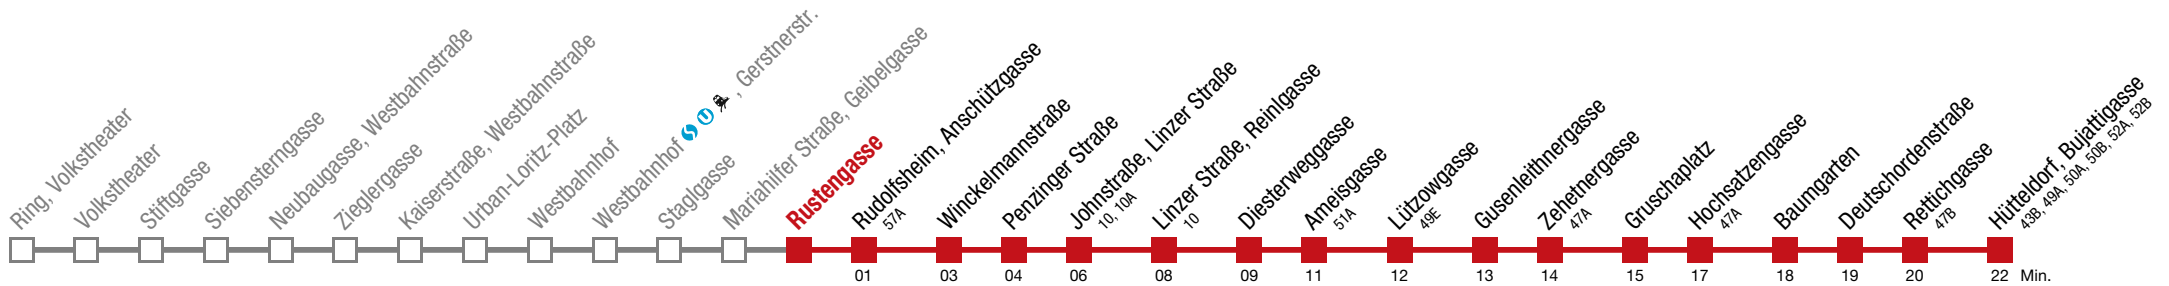 Ring, Volkstheater
Volkstheater
Stiftgasse
Siebensterngasse
Neubaugasse, Westbahnstraße
Zieglergasse
Kaiserstraße, Westbahnstraße
Urban-Loritz-Platz
Westbahnhof
Westbahnhof S U , Gerstnerstr.
Staglgasse
Mariahilfer Straße, Geibelgasse
Rustengasse
Rudolfsheim, Anschützgasse
57A
Winckelmannstraße
Penzinger Straße
Johnstraße, Linzer Straße
10, 10A
Linzer Straße, Reinlgasse
10
Diesterweggasse
Ameisgasse
51A
Lützowgasse
49E
Gusenleithnergasse
Zehetnergasse
47A
Gruschaplatz
Hochsatzengasse
47A
Baumgarten
Deutschordenstraße
Rettichgasse
47B
Hütteldorf, Bujattigasse
43B, 49A, 50A, 50B, 52A, 52B
01 03 04 06 08 09 11 12 13 14 15 17 18 19 20 22 Min.